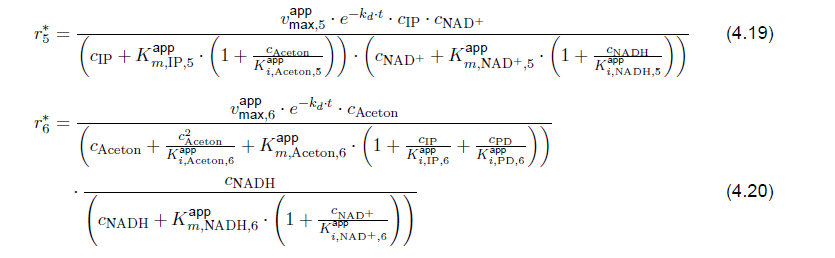 r_5^* = \frac{v_{max,5}^{app} \cdot e^{-k_d \cdot t} \cdot c_{IP} \cdot c_{NAD^+}}{\left(c_{IP} + K_{m,IP,5}^{app} \cdot \left(1 + \frac{c_{Aceton}}{K_{i,Aceton,5}^{app}}\right)\right) \cdot \left(c_{NAD^+} + K_{m,NAD^+,5}^{app} \cdot \left(1 + \frac{c_{NADH}}{K_{i,NADH,5}^{app}}\right)\right)} (4.19)
r_6^* = \frac{v_{max,6}^{app} \cdot e^{-k_d \cdot t} \cdot c_{Aceton}}{\left(c_{Aceton} + \frac{c_{Aceton}^2}{K_{i,Aceton,6}^{app}} + K_{m,Aceton,6}^{app} \cdot \left(1 + \frac{c_{IP}}{K_{i,IP,6}^{app}} + \frac{c_{PD}}{K_{i,PD,6}^{app}}\right)\right)}
\cdot \frac{c_{NADH}}{\left(c_{NADH} + K_{m,NADH,6}^{app} \cdot \left(1 + \frac{c_{NAD^+}}{K_{i,NAD^+,6}^{app}}\right)\right)} (4.20)